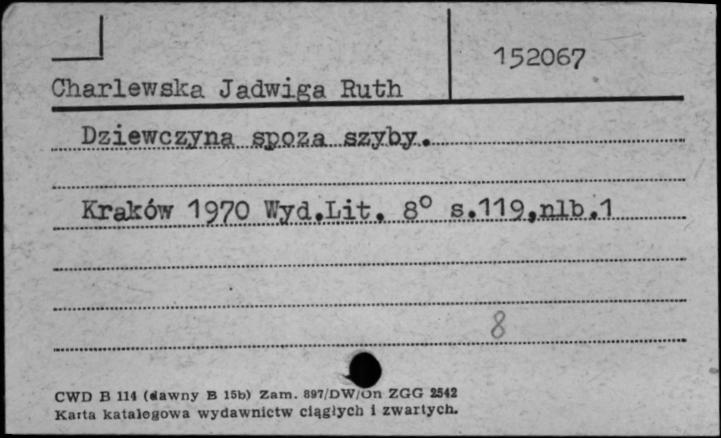 152067
Charlewska Jadwiga Ruth
Dziewczyna spoza szyby.
Kraków 1970 Wyd.Lit. 8° s.119,nlb.1
8
CWD B 114 (dawny B 15b) Zam. 897/DW/On ZGG 2542
Karta katalogowa wydawnictw ciągłych i zwartych.